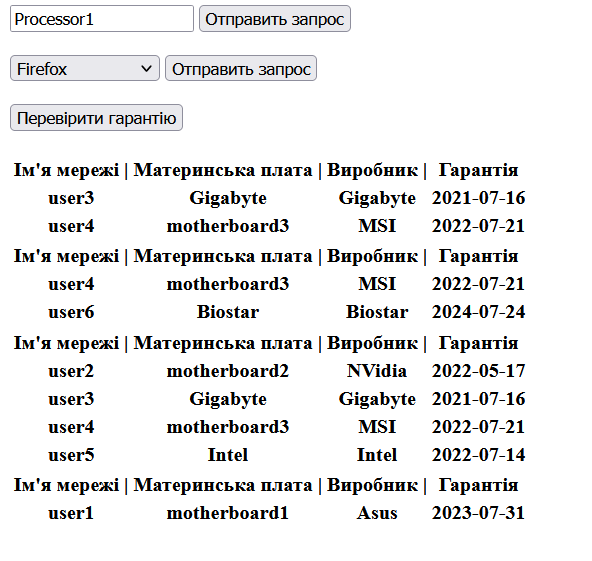 Processor1 Отправить запрос
Firefox Отправить запрос
Перевірити гарантію
Ім'я мережі | Материнська плата | Виробник | Гарантія
user3 Gigabyte Gigabyte 2021-07-16
user4 motherboard3 MSI 2022-07-21
Ім'я мережі | Материнська плата | Виробник | Гарантія
user4 motherboard3 MSI 2022-07-21
user6 Biostar Biostar 2024-07-24
Ім'я мережі | Материнська плата | Виробник | Гарантія
user2 motherboard2 NVidia 2022-05-17
user3 Gigabyte Gigabyte 2021-07-16
user4 motherboard3 MSI 2022-07-21
user5 Intel Intel 2022-07-14
Ім'я мережі | Материнська плата | Виробник | Гарантія
user1 motherboard1 Asus 2023-07-31